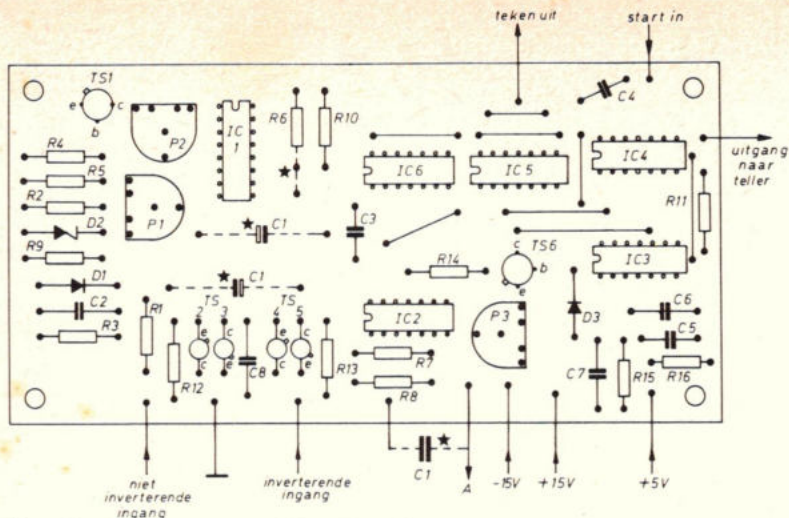 teken uit
start in
TS1
e
c
b
P2
IC
1
R6
R10
C4
R4
R5
R2
D2
R9
D1
C2
R3
P1
IC6
IC5
IC4
uitgang
naar
teller
R11
★
★ C1
C3
TS6
c
b
e
IC3
R14
★ C1
TS
2 3
e c
c e
TS
4 5
e c
c e
R1
R12
C8
R13
IC2
P3
D3
C6
C5
R7
R8
C7
R15
R16
C1 ★
niet
inverterende
ingang
inverterende
ingang
A
-15V
+15V
+5V